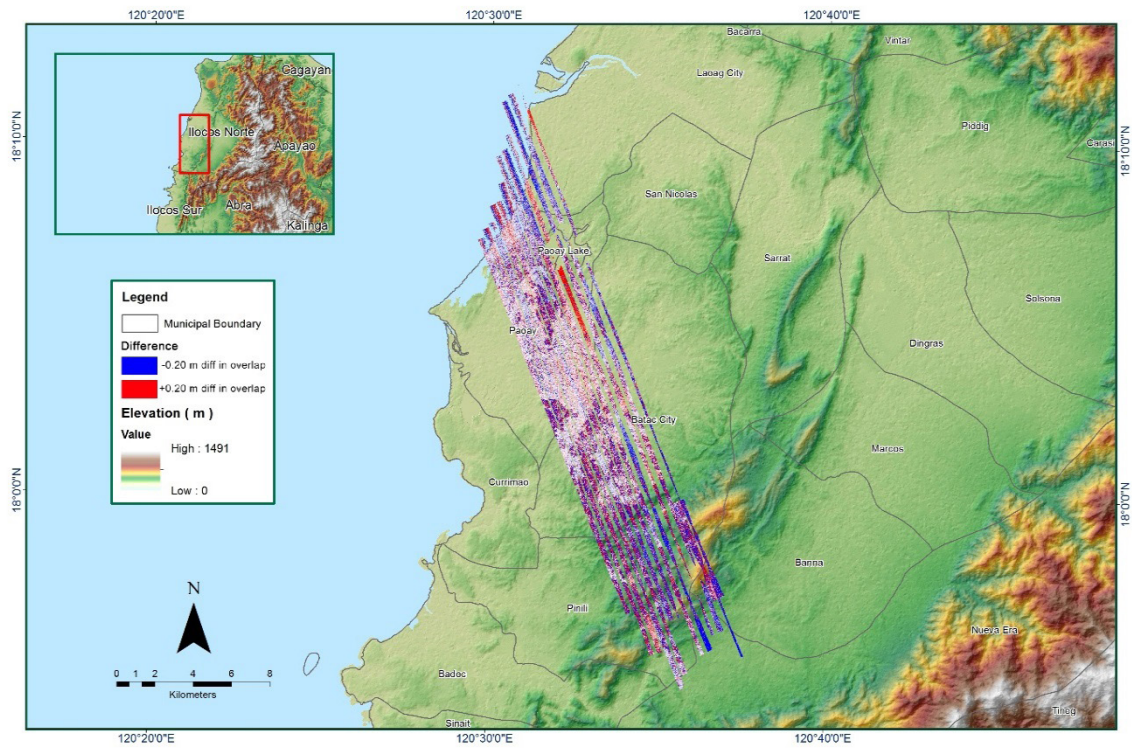 120°20'0"E
120°30'0"E
120°40'0"E
18°10'0"N
18°10'0"N
18°0'0"N
18°0'0"N
120°20'0"E
120°30'0"E
120°40'0"E
Cagayan
Ilocos Norte
Apayao
Ilocos Sur
Abra
Kalinga
Legend
Municipal Boundary
Difference
-0.20 m diff in overlap
+0.20 m diff in overlap
Elevation ( m )
Value
High : 1491
Low : 0
N
0 1 2 4 6 8
Kilometers
Bacarra
Vintar
Laoag City
Piddig
Carasi
San Nicolas
Paoay Lake
Sarrat
Solsona
Paoay
Dingras
Batac City
Marcos
Currimao
Banna
Pinili
Nueva Era
Badoc
Tineg
Sinait